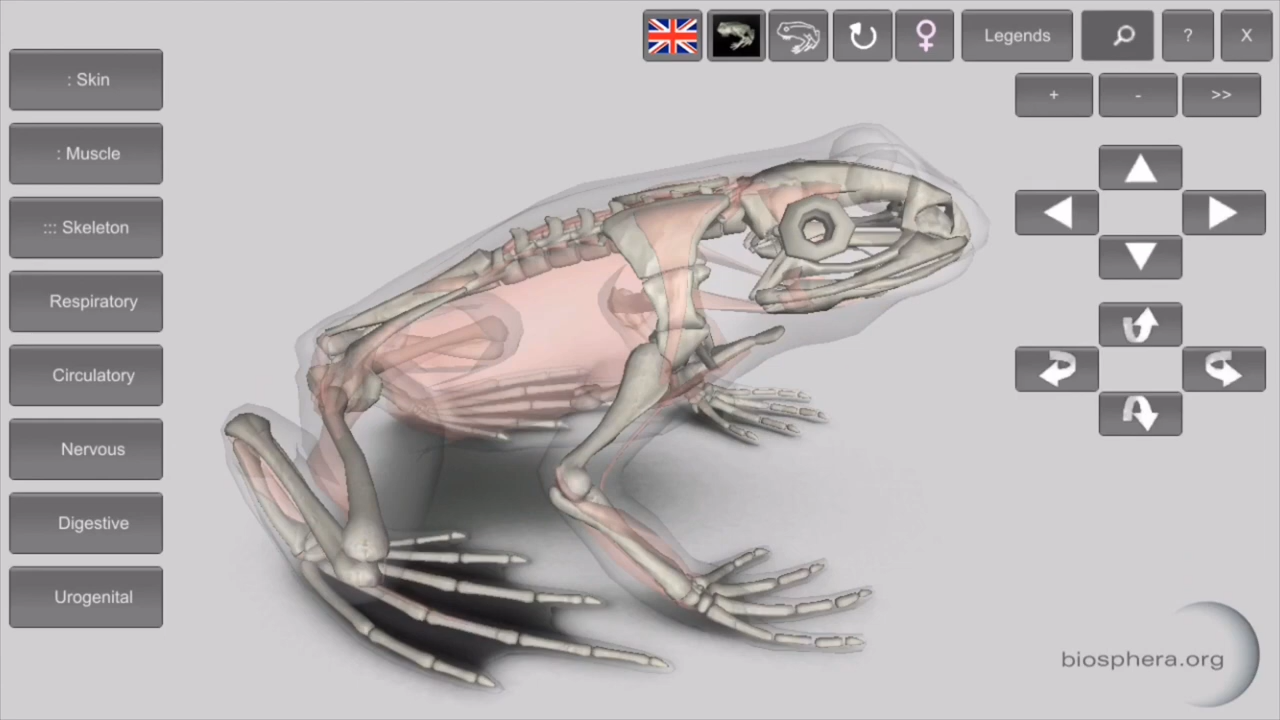 Legends
?
X
: Skin
+
-
>>
: Muscle
::: Skeleton
Respiratory
Circulatory
Nervous
Digestive
Urogenital
biosphera.org